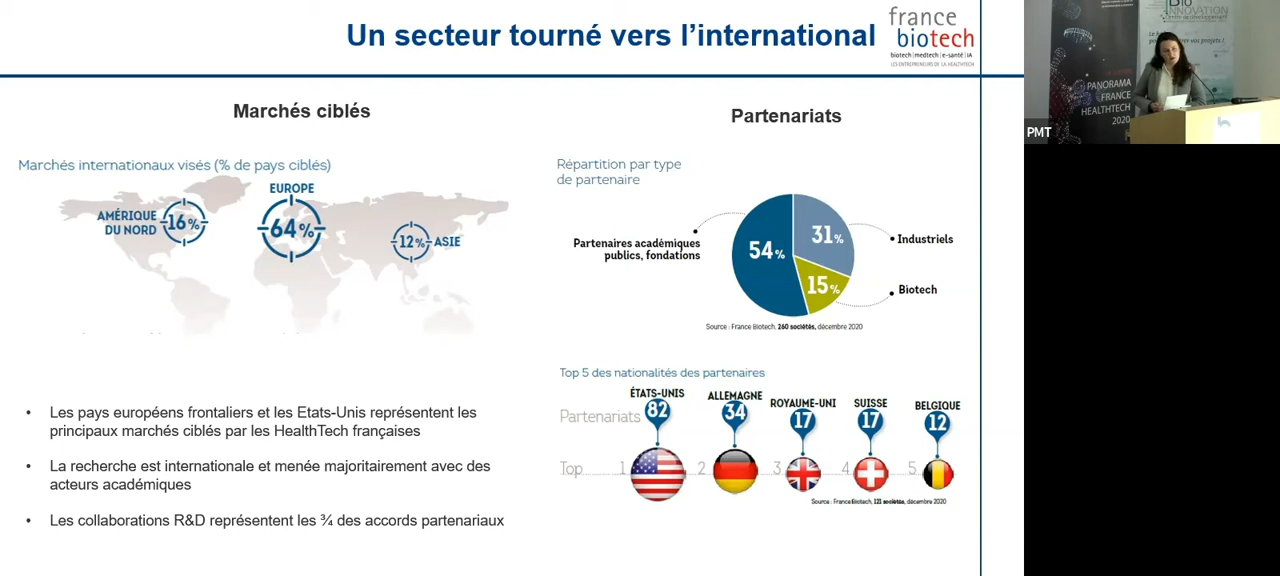 Un secteur tourné vers l'international
france
biotech
biotech | medtech | e-santé | IA
LES ENTREPRENEURS DE LA HEALTHTECH
Marchés ciblés
Marchés internationaux visés (% de pays ciblés)
AMÉRIQUE
DU NORD
16%
EUROPE
64%
12%
ASIE
• Les pays européens frontaliers et les Etats-Unis représentent les
principaux marchés ciblés par les HealthTech françaises
• La recherche est internationale et menée majoritairement avec des
acteurs académiques
• Les collaborations R&D représentent les ¾ des accords partenariaux
Partenariats
Répartition par type
de partenaire
Partenaires académiques
publics, fondations
54%
31%
15%
Industriels
Biotech
Source : France Biotech, 260 sociétés, décembre 2020
Top 5 des nationalités des partenaires
ÉTATS-UNIS
ALLEMAGNE
ROYAUME-UNI
SUISSE
BELGIQUE
Partenariats
82
34
17
17
12
Top
1
2
3
4
5
Source : France Biotech, 121 sociétés, décembre 2020
PANORAMA
FRANCE
HEALTHTECH
2020
PMT